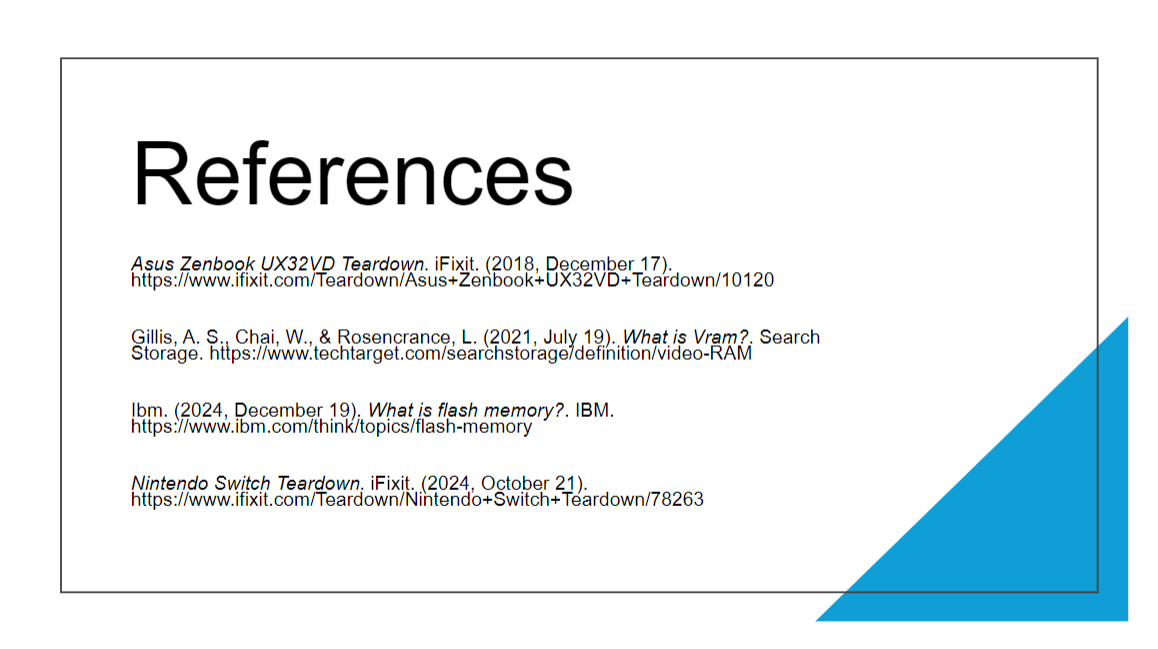 References
Asus Zenbook UX32VD Teardown. iFixit. (2018, December 17).
https://www.ifixit.com/Teardown/Asus+Zenbook+UX32VD+Teardown/10120
Gillis, A. S., Chai, W., & Rosencrance, L. (2021, July 19). What is Vram?. Search
Storage. https://www.techtarget.com/searchstorage/definition/video-RAM
Ibm. (2024, December 19). What is flash memory?. IBM.
https://www.ibm.com/think/topics/flash-memory
Nintendo Switch Teardown. iFixit. (2024, October 21).
https://www.ifixit.com/Teardown/Nintendo+Switch+Teardown/78263